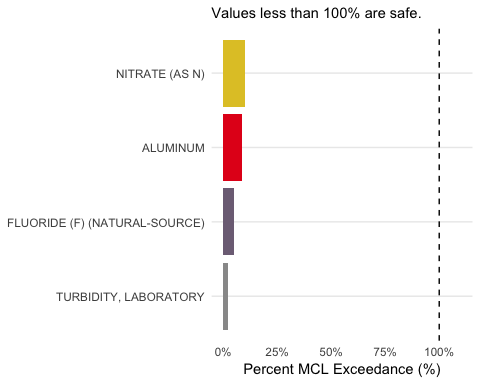 Values less than 100% are safe.
NITRATE (AS N)
ALUMINUM
FLUORIDE (F) (NATURAL-SOURCE)
TURBIDITY, LABORATORY
0% 25% 50% 75% 100%
Percent MCL Exceedance (%)